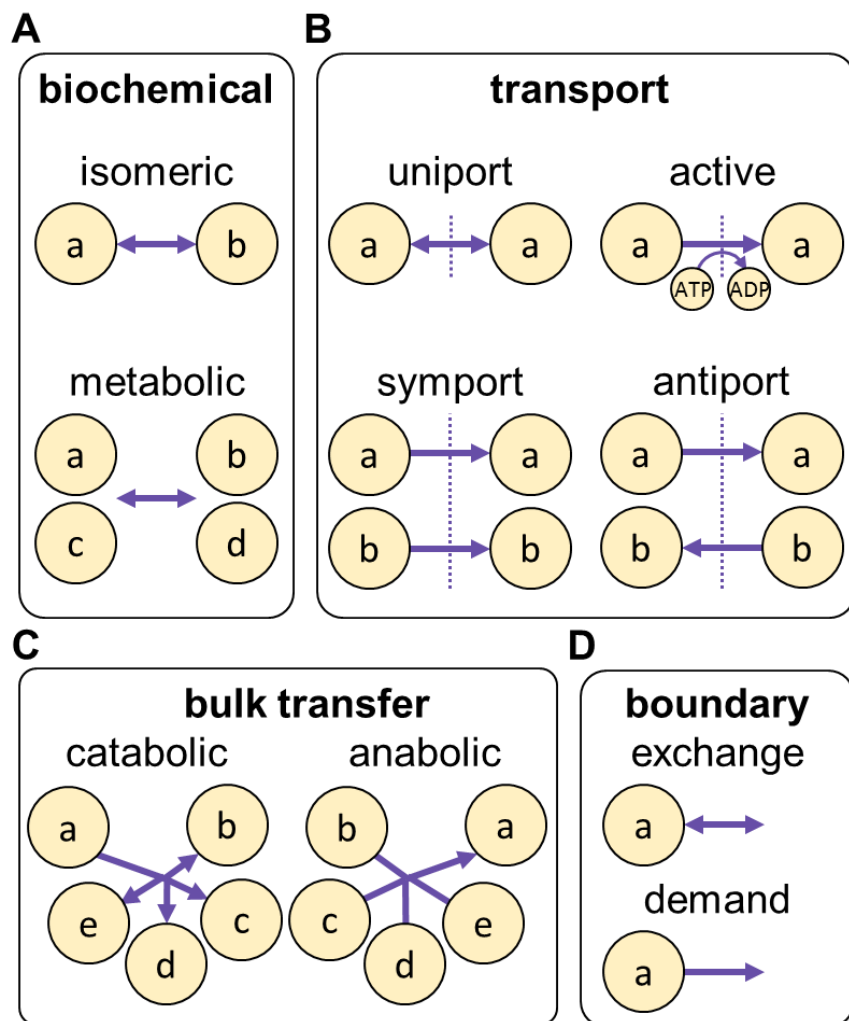 A
biochemical
isomeric
a b
metabolic
a b
c d
B
transport
uniport active
a a a a
ATP ADP
symport antiport
a a a a
b b b b
C
bulk transfer
catabolic anabolic
a b b a
e c c e
d d
D
boundary
exchange
a
demand
a